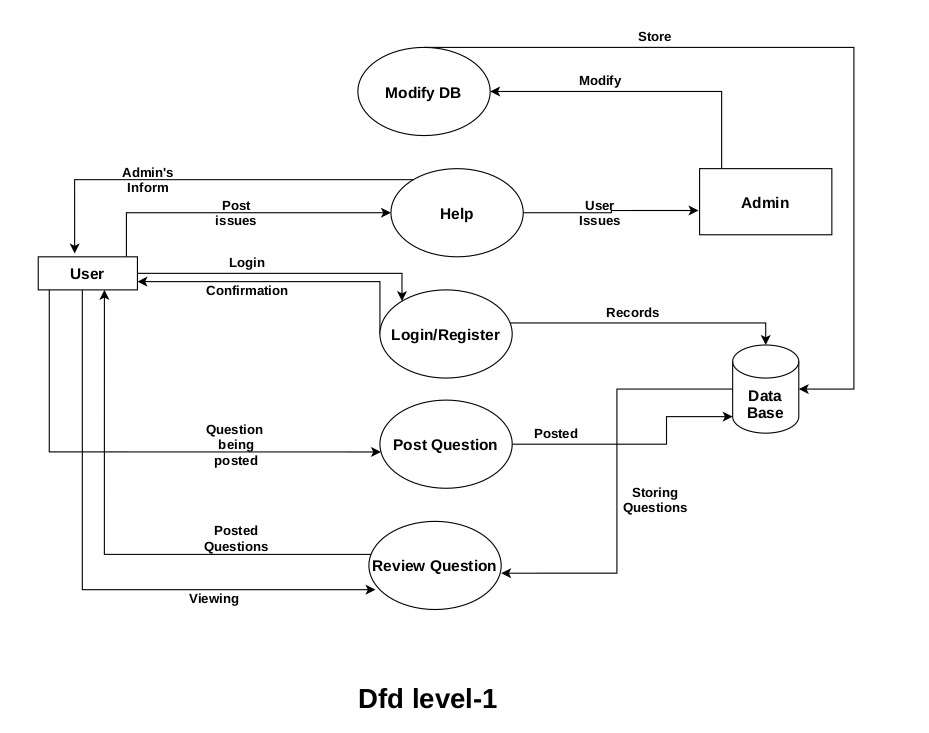 Store
Modify DB
Modify
Admin's
Inform
Post
issues
Help
User
Issues
Admin
User
Login
Confirmation
Login/Register
Records
Data
Base
Question
being
posted
Post Question
Posted
Storing
Questions
Posted
Questions
Review Question
Viewing
Dfd level-1